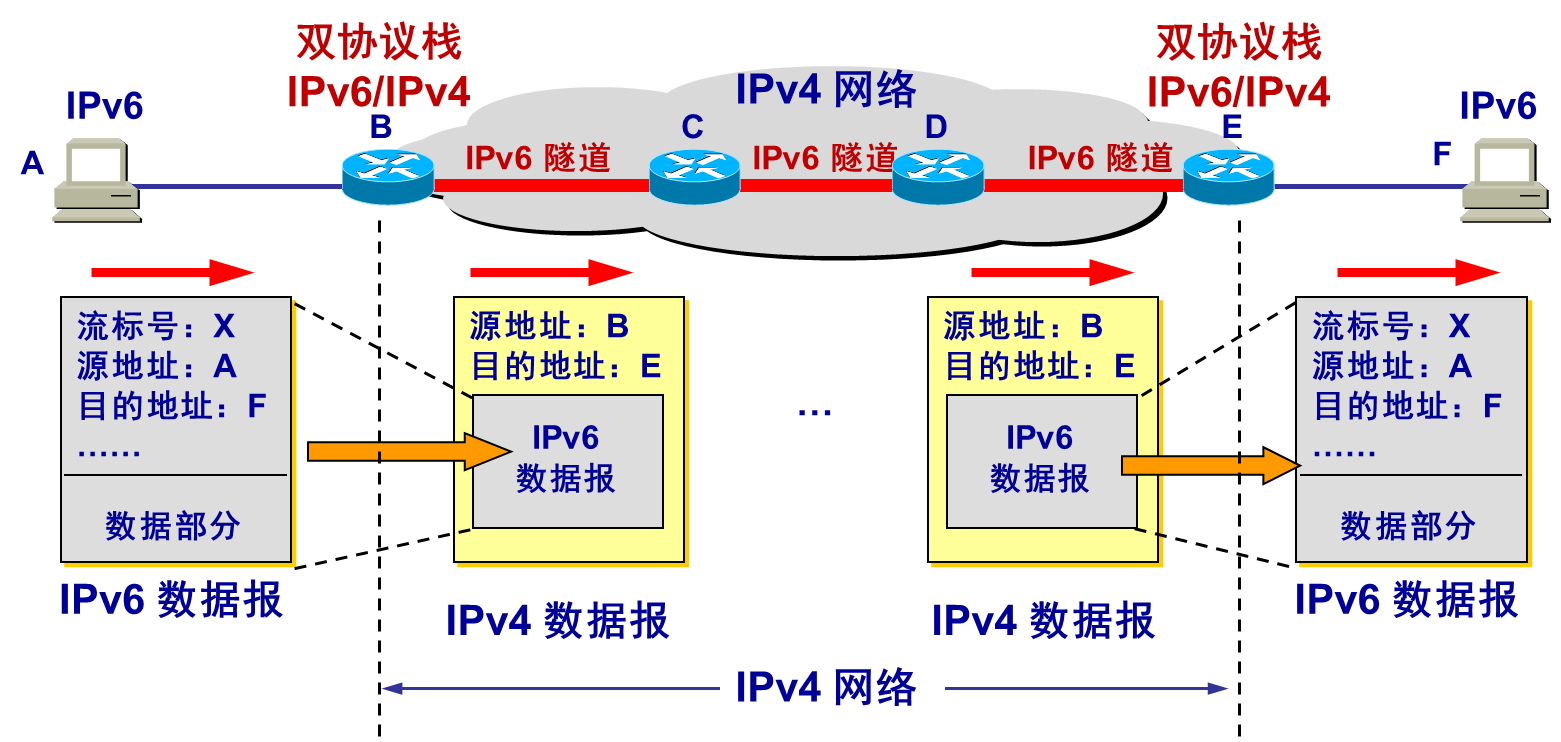 双协议栈
IPv6/IPv4
双协议栈
IPv6/IPv4
IPv4 网络
IPv6
IPv6
A
B
C
D
E
F
IPv6 隧道
IPv6 隧道
IPv6 隧道
流标号：X
源地址：A
目的地址：F
……
数据部分
IPv6 数据报
源地址：B
目的地址：E
IPv6
数据报
IPv4 数据报
…
源地址：B
目的地址：E
IPv6
数据报
IPv4 数据报
流标号：X
源地址：A
目的地址：F
……
数据部分
IPv6 数据报
IPv4 网络